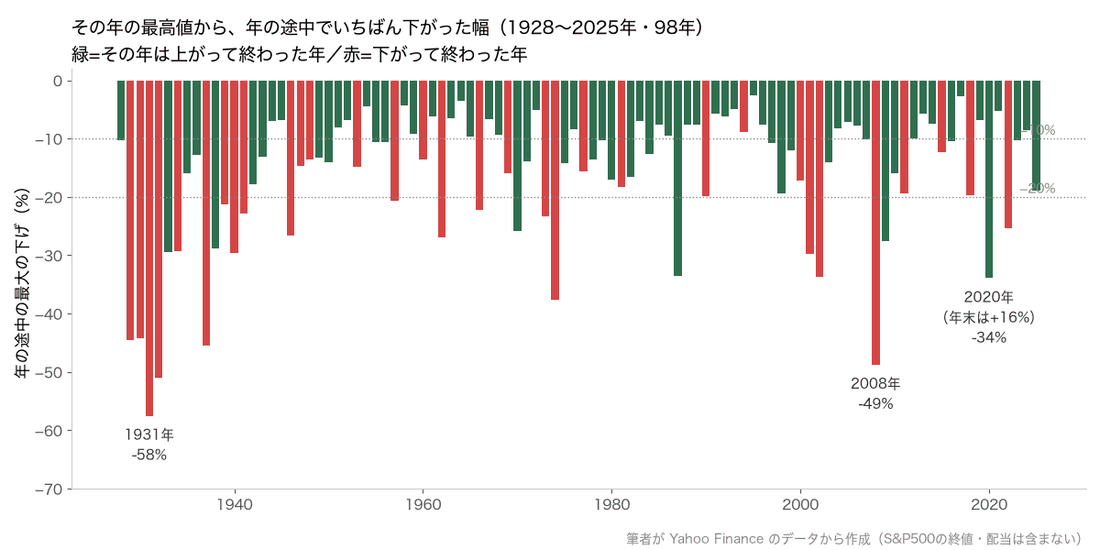 その年の最高値から、年の途中でいちばん下がった幅（1928〜2025年・98年）
緑=その年は上がって終わった年／赤=下がって終わった年
年の途中の最大の下げ（%）
0
−10
−20
−30
−40
−50
−60
−70
−10%
−20%
1931年
-58%
2008年
-49%
2020年
（年末は+16%）
-34%
1940
1960
1980
2000
2020
筆者が Yahoo Finance のデータから作成（S&P500の終値・配当は含まない）